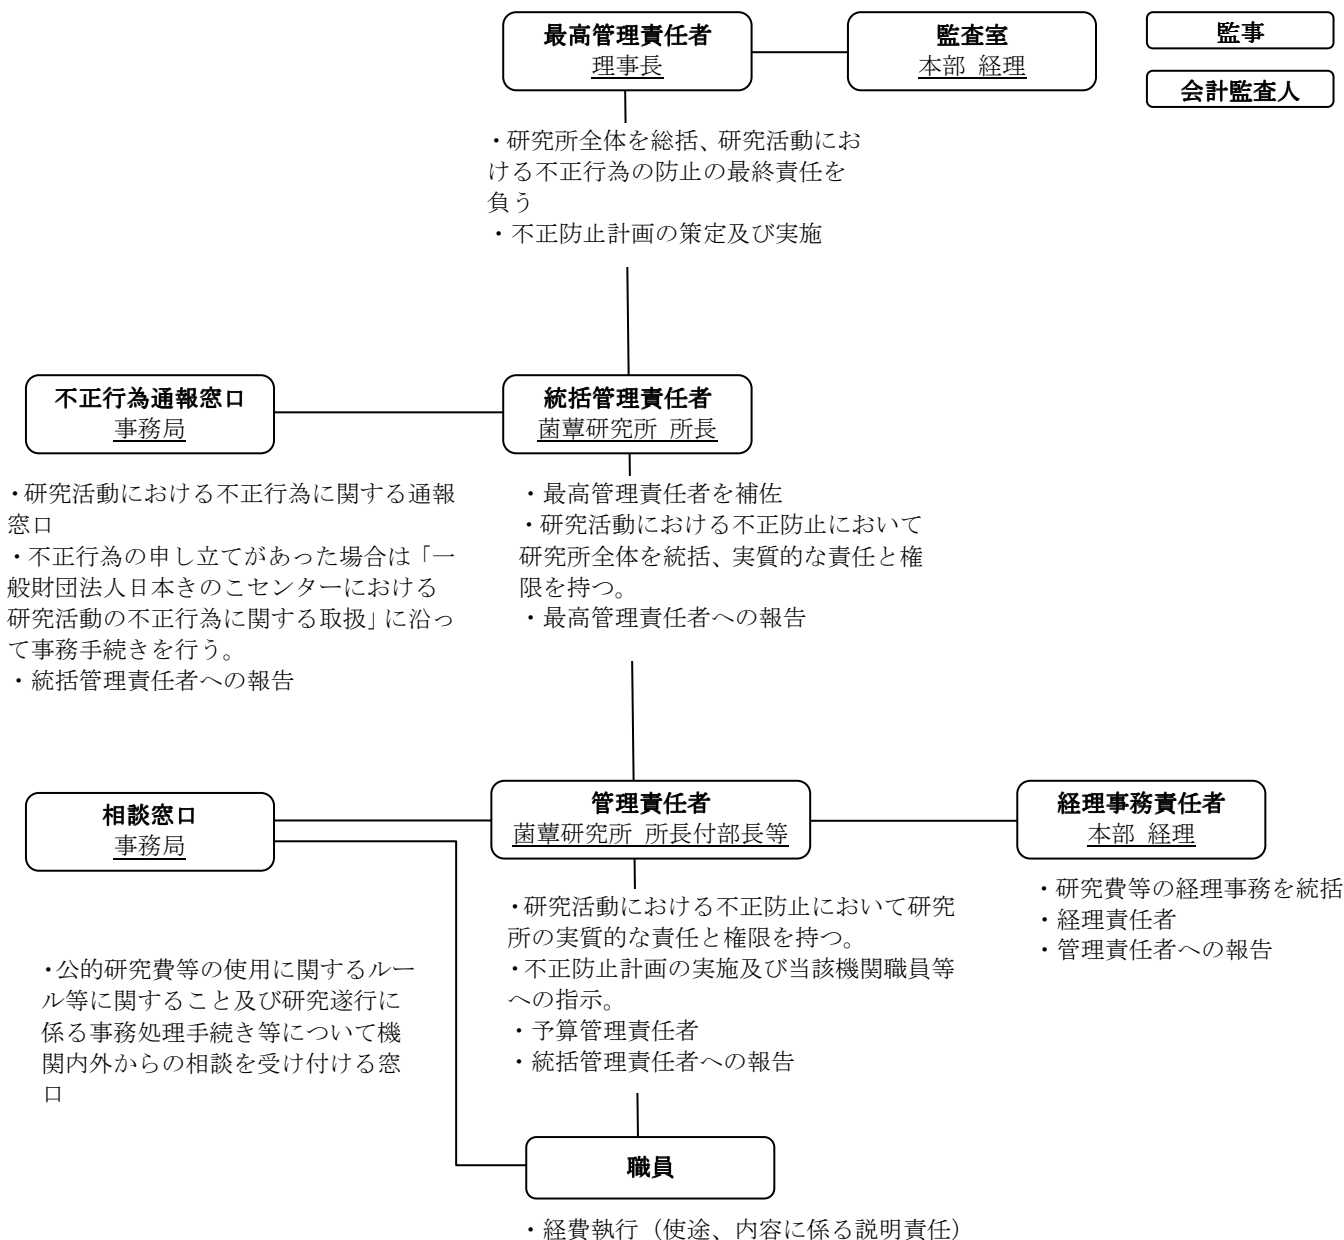 最高管理責任者
理事長
監査室
本部 経理
監事
会計監査人
・研究所全体を総括、研究活動にお
ける不正行為の防止の最終責任を
負う
・不正防止計画の策定及び実施
不正行為通報窓口
事務局
統括管理責任者
菌蕈研究所 所長
・研究活動における不正行為に関する通報
窓口
・不正行為の申し立てがあった場合は「一
般財団法人日本きのこセンターにおける
研究活動の不正行為に関する取扱」に沿っ
て事務手続きを行う。
・統括管理責任者への報告
・最高管理責任者を補佐
・研究活動における不正防止において
研究所全体を統括、実質的な責任と権
限を持つ。
・最高管理責任者への報告
相談窓口
事務局
管理責任者
菌蕈研究所 所長付部長等
経理事務責任者
本部 経理
・公的研究費等の使用に関するルー
ル等に関すること及び研究遂行に
係る事務処理手続き等について機
関内外からの相談を受け付ける窓
口
・研究活動における不正防止において研究
所の実質的な責任と権限を持つ。
・不正防止計画の実施及び当該機関職員等
への指示。
・予算管理責任者
・統括管理責任者への報告
・研究費等の経理事務を統括
・経理責任者
・管理責任者への報告
職員
・経費執行（使途、内容に係る説明責任）